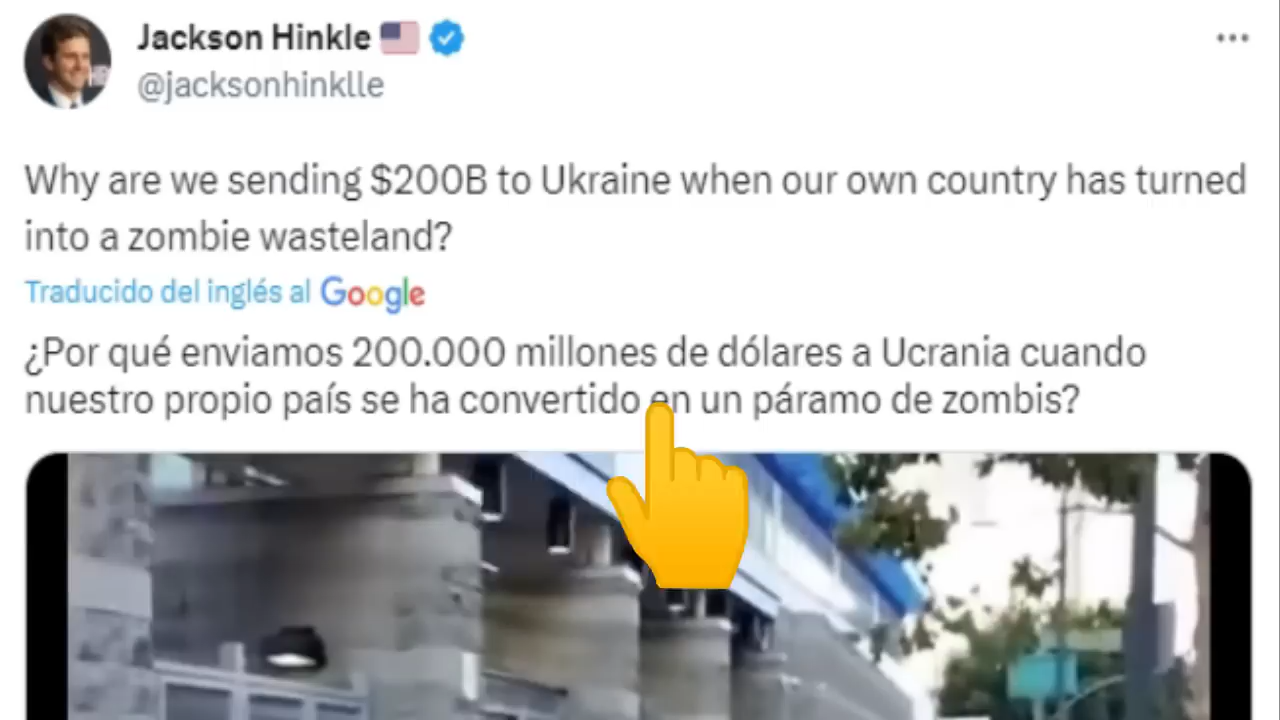 Jackson Hinkle
@jacksonhinklle
Why are we sending $200B to Ukraine when our own country has turned
into a zombie wasteland?
Traducido del inglés al Google
¿Por qué enviamos 200.000 millones de dólares a Ucrania cuando
nuestro propio país se ha convertido en un páramo de zombis?